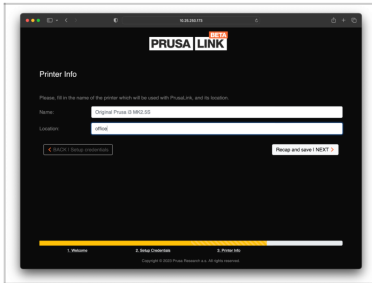 10.25.250.175
BETA
PRUSA LINK
Printer Info
Please, fill in the name of the printer which will be used with PrusaLink, and its location.
Name:
Original Prusa i3 MK2.5S
Location:
office
BACK | Setup credentials
Recap and save | NEXT
1. Welcome
2. Setup Credentials
3. Printer Info
Copyright © 2022 Prusa Research a.s. All rights reserved.